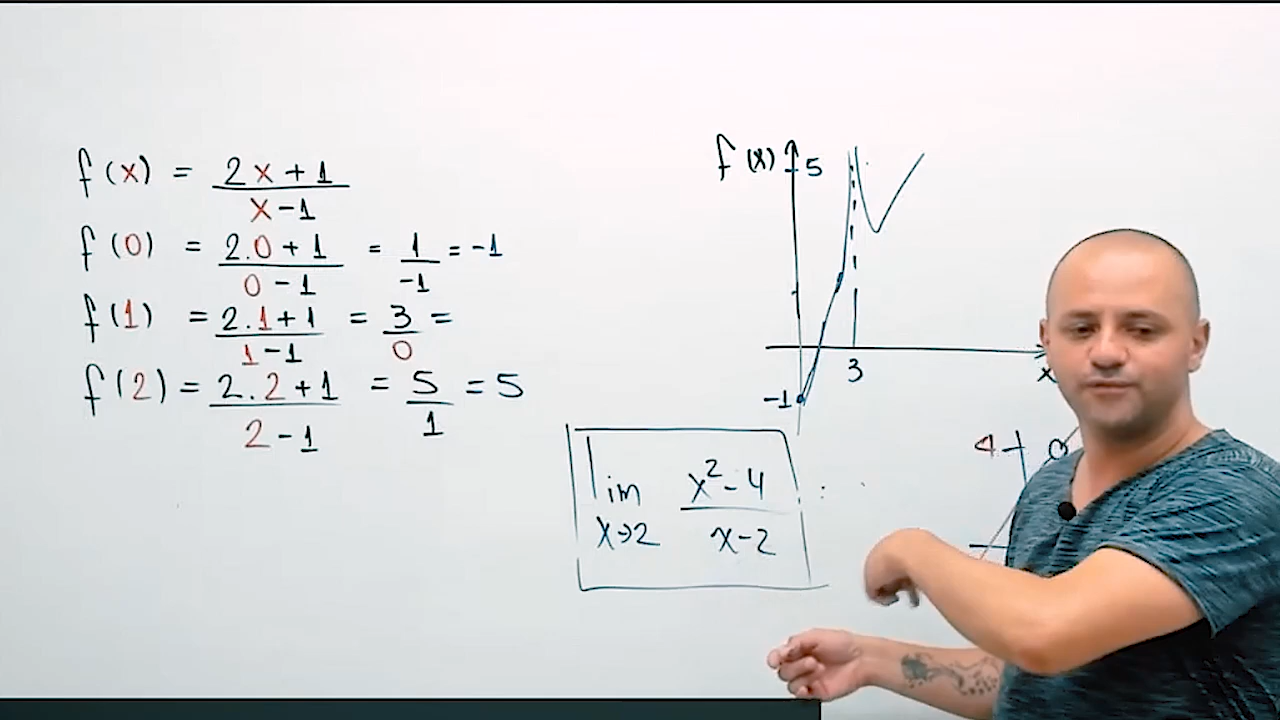 f(x) = (2x+1)/(x-1)
f(0) = (2.0+1)/(0-1) = 1/-1 = -1
f(1) = (2.1+1)/(1-1) = 3/0 =
f(2) = (2.2+1)/(2-1) = 5/1 = 5
f(x) 5
3
x
-1
4
lim x→2 (x²-4)/(x-2)